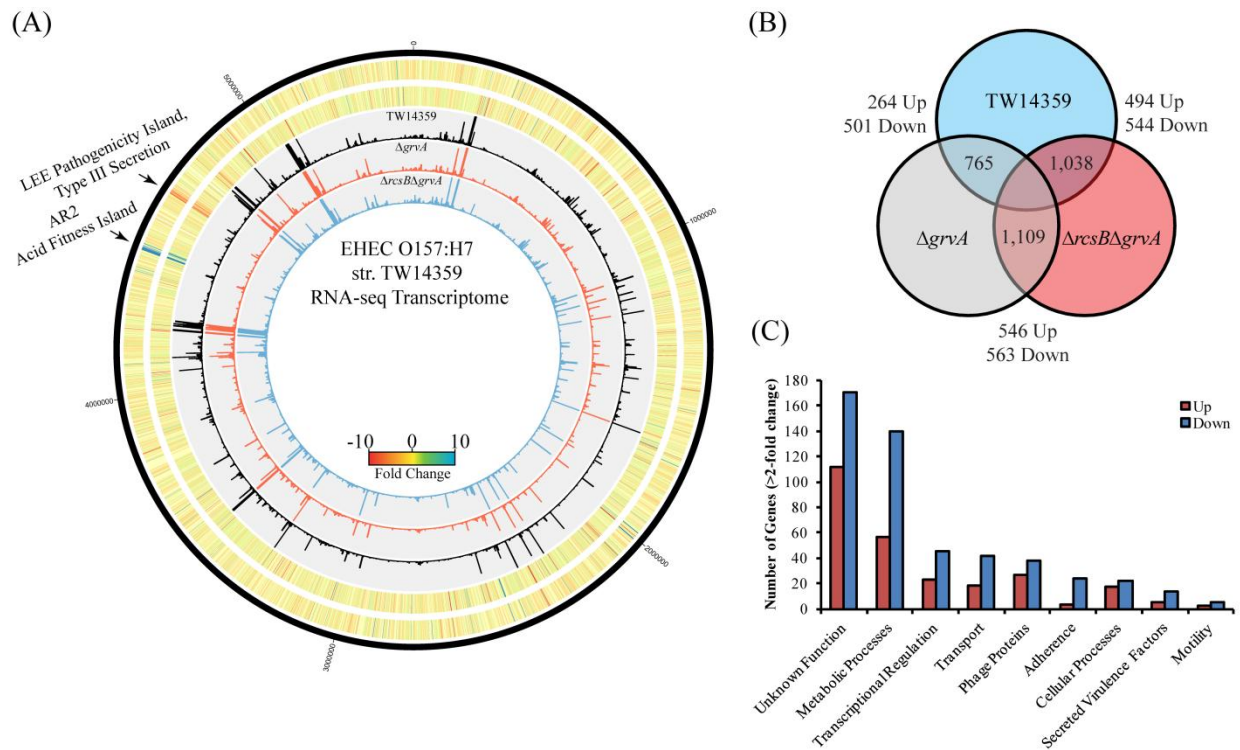 (A)
0
1000000
2000000
3000000
4000000
5000000
LEE Pathogenicity Island,
Type III Secretion
AR2
Acid Fitness Island
TW14359
ΔgrvA
ΔrcsBΔgrvA
EHEC O157:H7
str. TW14359
RNA-seq Transcriptome
-10 0 10
Fold Change
(B)
TW14359
264 Up
501 Down
494 Up
544 Down
765
1,038
ΔgrvA
1,109
ΔrcsBΔgrvA
546 Up
563 Down
(C)
Number of Genes (>2-fold change)
180
160
140
120
100
80
60
40
20
0
Up
Down
Unknown Function
Metabolic Processes
Transcriptional Regulation
Transport
Phage Proteins
Adherence
Cellular Processes
Secreted Virulence Factors
Motility